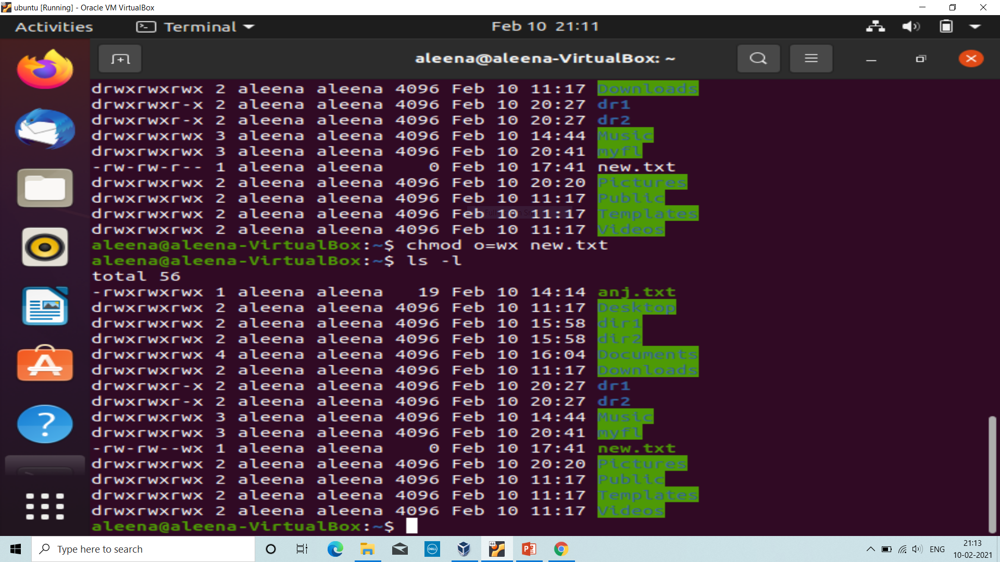 ubuntu [Running] - Oracle VM VirtualBox
Activities Terminal Feb 10 21:11
aleena@aleena-VirtualBox: ~
drwxrwxrwx 2 aleena aleena 4096 Feb 10 11:17 Downloads
drwxrwxr-x 2 aleena aleena 4096 Feb 10 20:27 dr1
drwxrwxr-x 2 aleena aleena 4096 Feb 10 20:27 dr2
drwxrwxrwx 3 aleena aleena 4096 Feb 10 14:44 Music
drwxrwxrwx 3 aleena aleena 4096 Feb 10 20:41 myfl
-rw-rw-r-- 1 aleena aleena 0 Feb 10 17:41 new.txt
drwxrwxrwx 2 aleena aleena 4096 Feb 10 20:20 Pictures
drwxrwxrwx 2 aleena aleena 4096 Feb 10 11:17 Public
drwxrwxrwx 2 aleena aleena 4096 Feb 10 11:17 Templates
drwxrwxrwx 2 aleena aleena 4096 Feb 10 11:17 Videos
aleena@aleena-VirtualBox:~$ chmod o=wx new.txt
aleena@aleena-VirtualBox:~$ ls -l
total 56
-rwxrwxrwx 1 aleena aleena 19 Feb 10 14:14 anj.txt
drwxrwxrwx 2 aleena aleena 4096 Feb 10 11:17 Desktop
drwxrwxrwx 2 aleena aleena 4096 Feb 10 15:58 dir1
drwxrwxrwx 2 aleena aleena 4096 Feb 10 15:58 dir2
drwxrwxrwx 4 aleena aleena 4096 Feb 10 16:04 Documents
drwxrwxrwx 2 aleena aleena 4096 Feb 10 11:17 Downloads
drwxrwxr-x 2 aleena aleena 4096 Feb 10 20:27 dr1
drwxrwxr-x 2 aleena aleena 4096 Feb 10 20:27 dr2
drwxrwxrwx 3 aleena aleena 4096 Feb 10 14:44 Music
drwxrwxrwx 3 aleena aleena 4096 Feb 10 20:41 myfl
-rw-rw--wx 1 aleena aleena 0 Feb 10 17:41 new.txt
drwxrwxrwx 2 aleena aleena 4096 Feb 10 20:20 Pictures
drwxrwxrwx 2 aleena aleena 4096 Feb 10 11:17 Public
drwxrwxrwx 2 aleena aleena 4096 Feb 10 11:17 Templates
drwxrwxrwx 2 aleena aleena 4096 Feb 10 11:17 Videos
aleena@aleena-VirtualBox:~$
Type here to search
DELL
64
ENG
21:13
10-02-2021